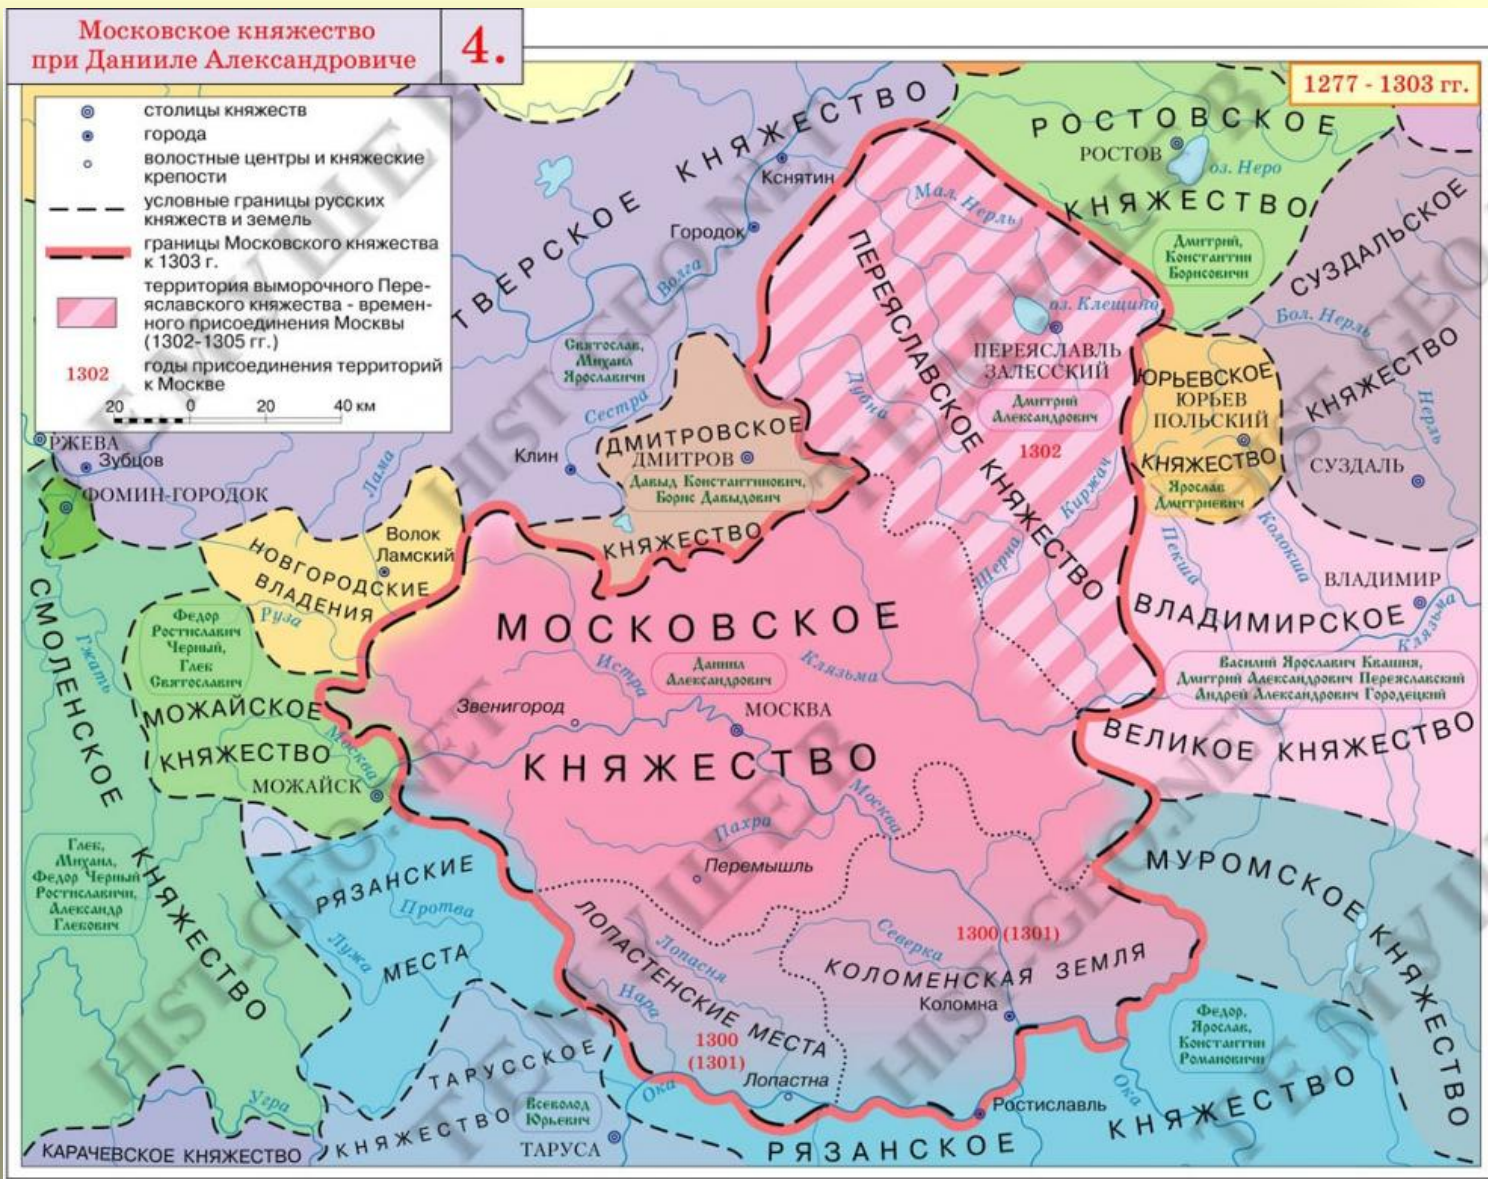 Московское княжество
при Данииле Александровиче
4.
1277 - 1303 гг.
столицы княжеств
города
волостные центры и княжеские
крепости
условные границы русских
княжеств и земель
границы Московского княжества
к 1303 г.
территория выморочного Пере-
яславского княжества - времен-
ного присоединения Москвы
(1302-1305 гг.)
1302
годы присоединения территорий
к Москве
20 0 20 40 км
ТВЕРСКОЕ КНЯЖЕСТВО
Кснятин
Городок
Волга
Святослав,
Михаил
Ярославичи
Сестра
Клин
РЖЕВА
Зубцов
ФОМИН-ГОРОДОК
Лама
РОСТОВСКОЕ
РОСТОВ
оз. Неро
КНЯЖЕСТВО
Дмитрий,
Константин
Борисовичи
СУЗДАЛЬСКОЕ
КНЯЖЕСТВО
Бол. Нерль
Нерль
СУЗДАЛЬ
Мал. Нерль
ПЕРЕЯСЛАВСКОЕ КНЯЖЕСТВО
оз. Клещино
ПЕРЕЯСЛАВЛЬ
ЗАЛЕССКИЙ
Дмитрий
Александрович
1302
Дубна
Киржач
Шерна
ЮРЬЕВСКОЕ
ЮРЬЕВ
ПОЛЬСКИЙ
КНЯЖЕСТВО
Ярослав
Дмитриевич
Пекша
Колокша
ДМИТРОВСКОЕ
ДМИТРОВ
Давыд Константинович,
Борис Давыдович
КНЯЖЕСТВО
Волок
Ламский
НОВГОРОДСКИЕ
ВЛАДЕНИЯ
Руза
ВЛАДИМИР
ВЛАДИМИРСКОЕ
Клязьма
Василий Ярославич Квашня,
Дмитрий Александрович Переяславский
Андрей Александрович Городецкий
ВЕЛИКОЕ КНЯЖЕСТВО
СМОЛЕНСКОЕ
КНЯЖЕСТВО
Гжать
Федор
Ростиславич
Черный,
Глеб
Святославич
МОЖАЙСКОЕ
КНЯЖЕСТВО
Москва
МОЖАЙСК
Глеб,
Михаил,
Федор Черный
Ростиславичи,
Александр
Глебович
МОСКОВСКОЕ
Истра
Даниил
Александрович
Клязьма
Звенигород
МОСКВА
КНЯЖЕСТВО
Москва
Пахра
Перемышль
МУРОМСКОЕ КНЯЖЕСТВО
РЯЗАНСКИЕ
Протва
Лужа
МЕСТА
ЛОПАСТЕНСКИЕ МЕСТА
Лопасня
Нара
1300
(1301)
Лопастна
Северка
1300 (1301)
КОЛОМЕНСКАЯ ЗЕМЛЯ
Коломна
Федор,
Ярослав,
Константин
Романовичи
ТАРУССКОЕ
КНЯЖЕСТВО
Всеволод
Юрьевич
ТАРУСА
Ока
Ростиславль
Ока
РЯЗАНСКОЕ КНЯЖЕСТВО
Угра
КАРАЧЕВСКОЕ КНЯЖЕСТВО
HIST-GEO.NET